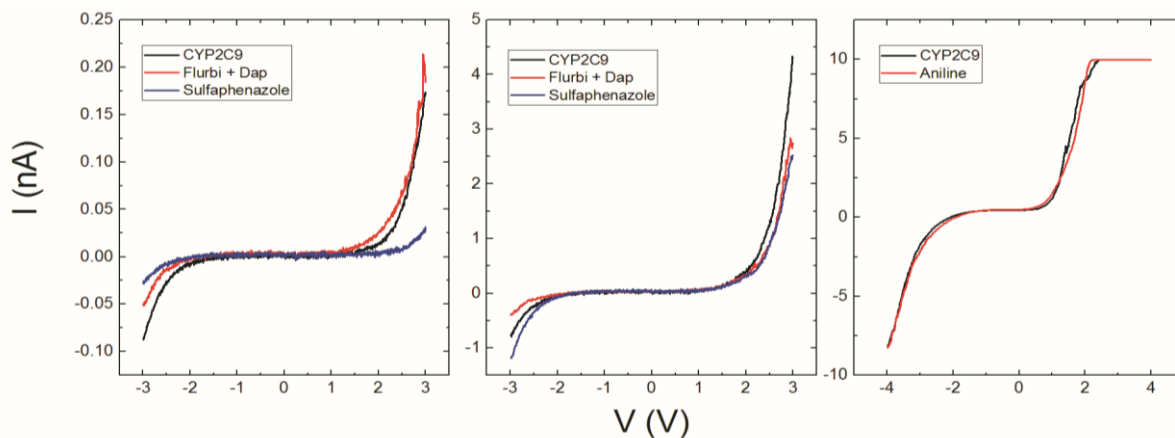 I (nA)
0.25
0.20
0.15
0.10
0.05
0.00
-0.05
-0.10
CYP2C9
Flurbi + Dap
Sulfaphenazole
-3 -2 -1 0 1 2 3
5
4
3
2
1
0
-1
CYP2C9
Flurbi + Dap
Sulfaphenazole
-3 -2 -1 0 1 2 3
10
5
0
-5
-10
CYP2C9
Aniline
-4 -2 0 2 4
V (V)